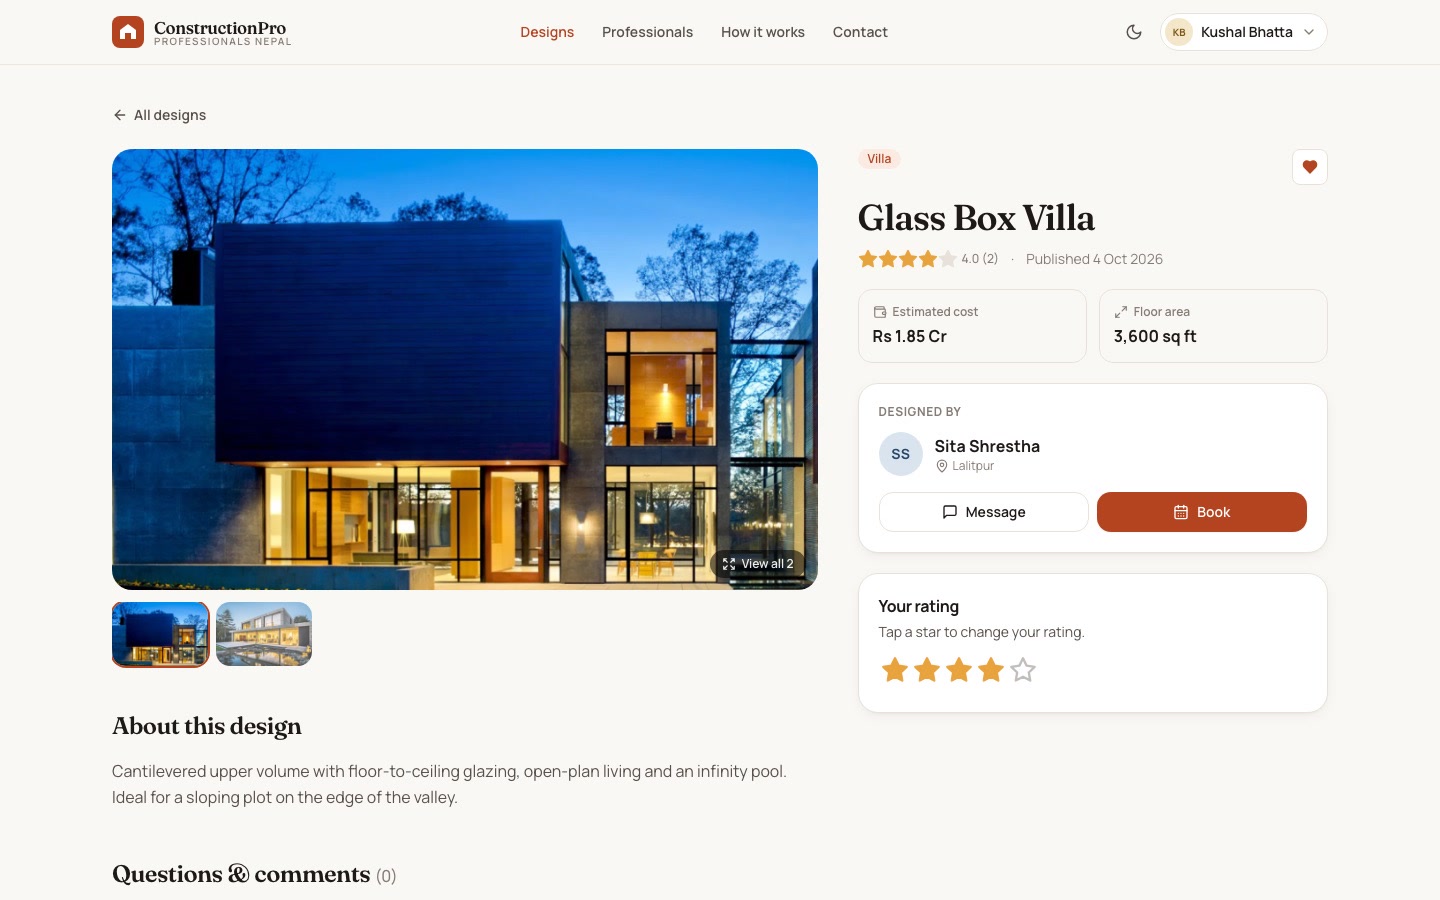 ConstructionPro
PROFESSIONALS NEPAL
Designs
Professionals
How it works
Contact
KB
Kushal Bhatta
All designs
View all 2
Villa
Glass Box Villa
4.0 (2) · Published 4 Oct 2026
Estimated cost
Rs 1.85 Cr
Floor area
3,600 sq ft
DESIGNED BY
SS
Sita Shrestha
Lalitpur
Message
Book
Your rating
Tap a star to change your rating.
About this design
Cantilevered upper volume with floor-to-ceiling glazing, open-plan living and an infinity pool.
Ideal for a sloping plot on the edge of the valley.
Questions & comments (0)